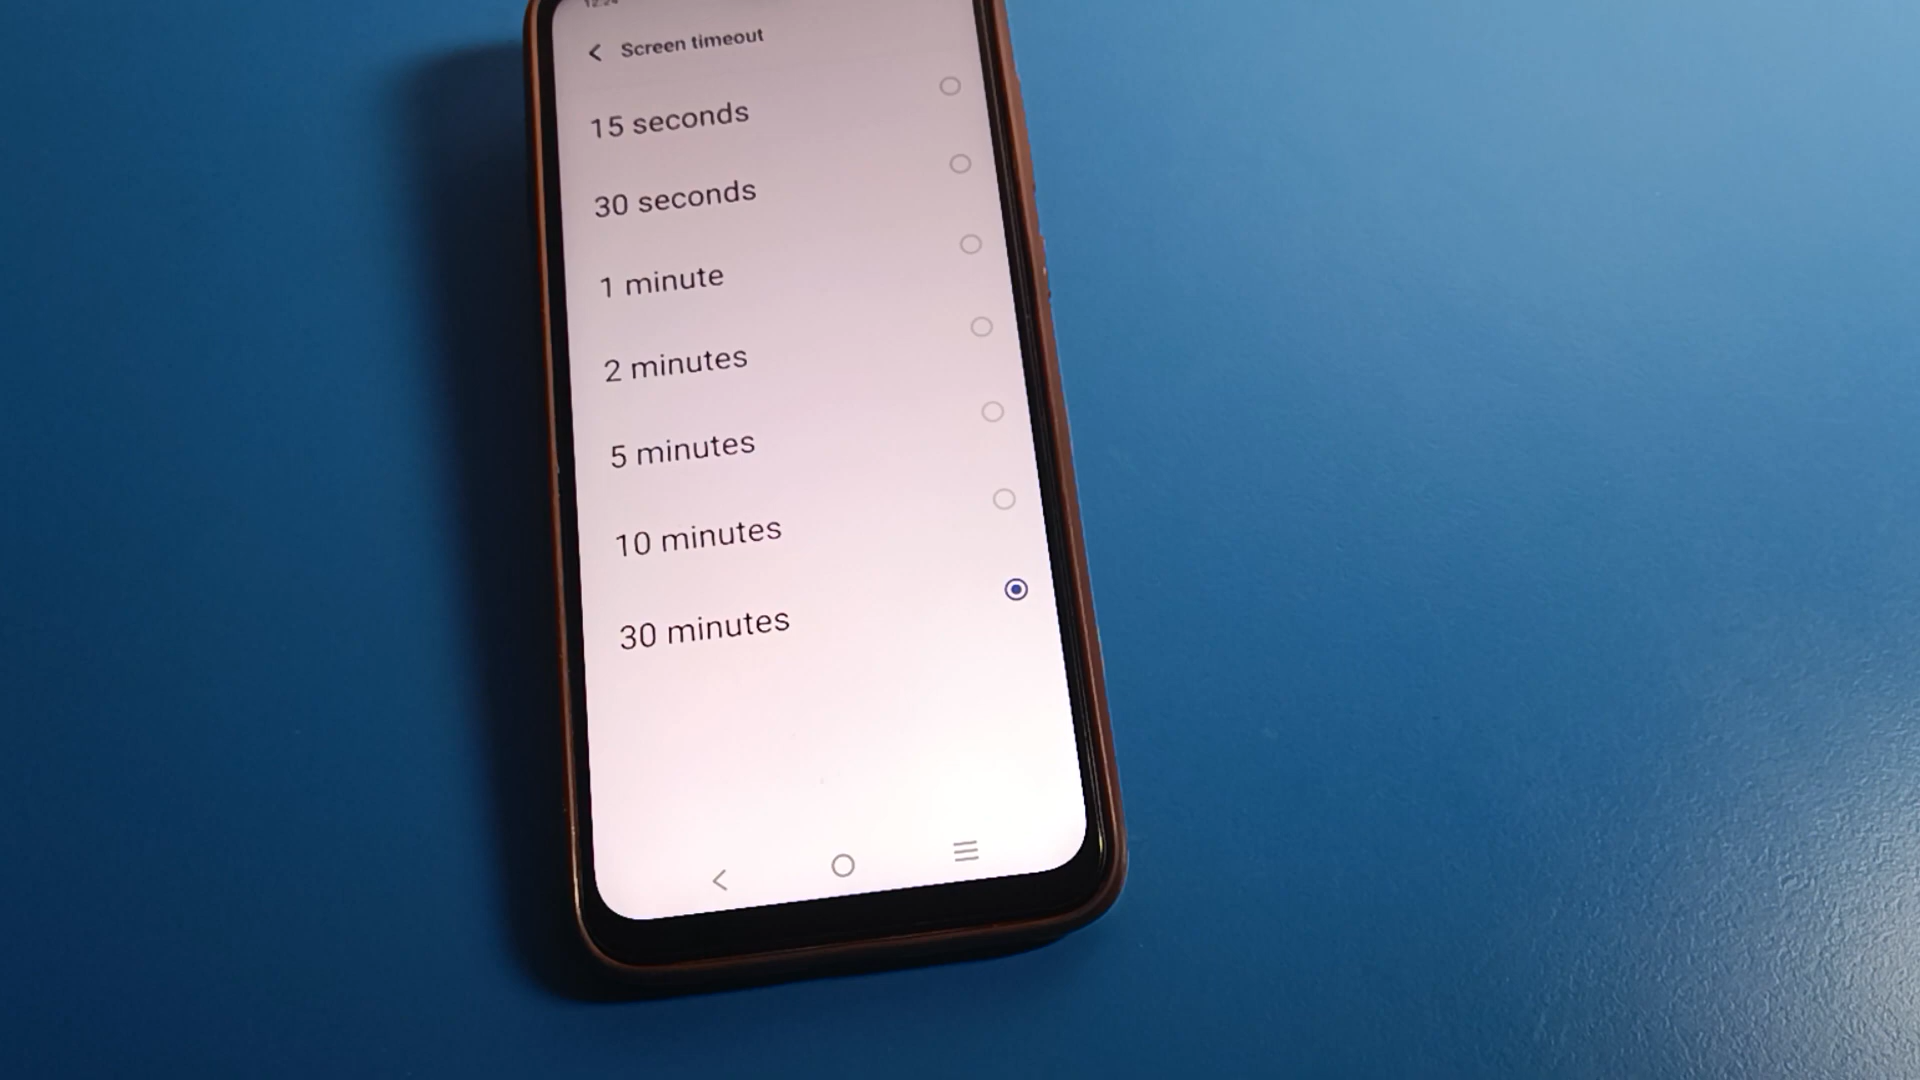 Screen timeout
15 seconds
30 seconds
1 minute
2 minutes
5 minutes
10 minutes
30 minutes